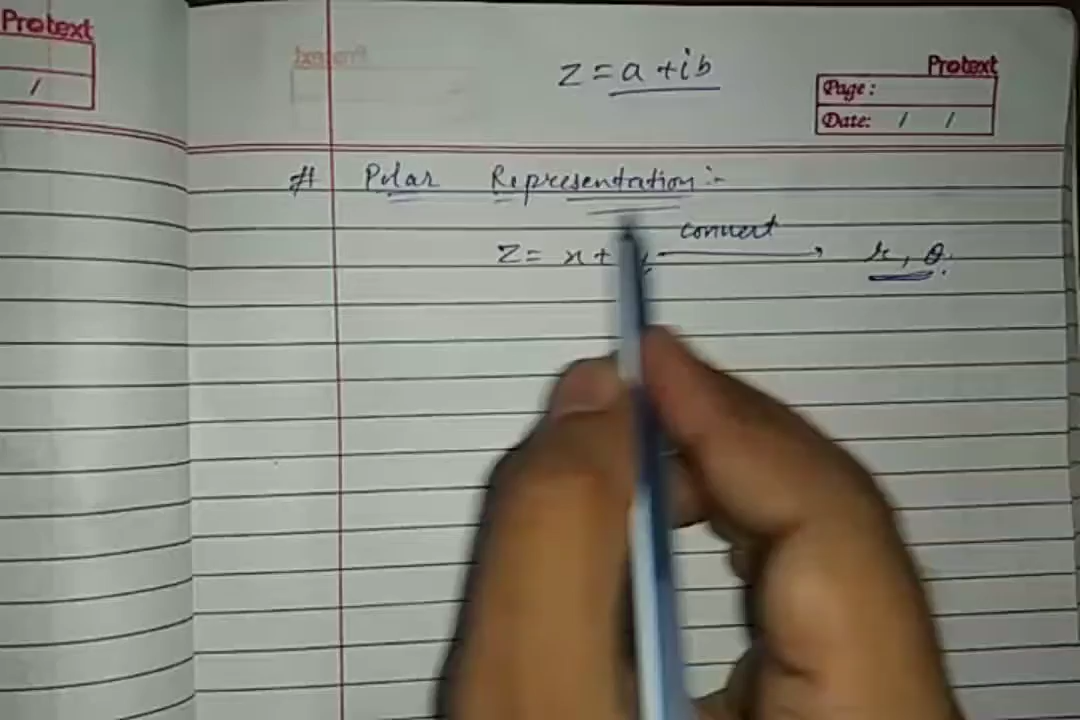 Protext
/
z = a + ib
Protext
Page :
Date: / /
# Polar Representation :-
convert
z = x + → r, θ.